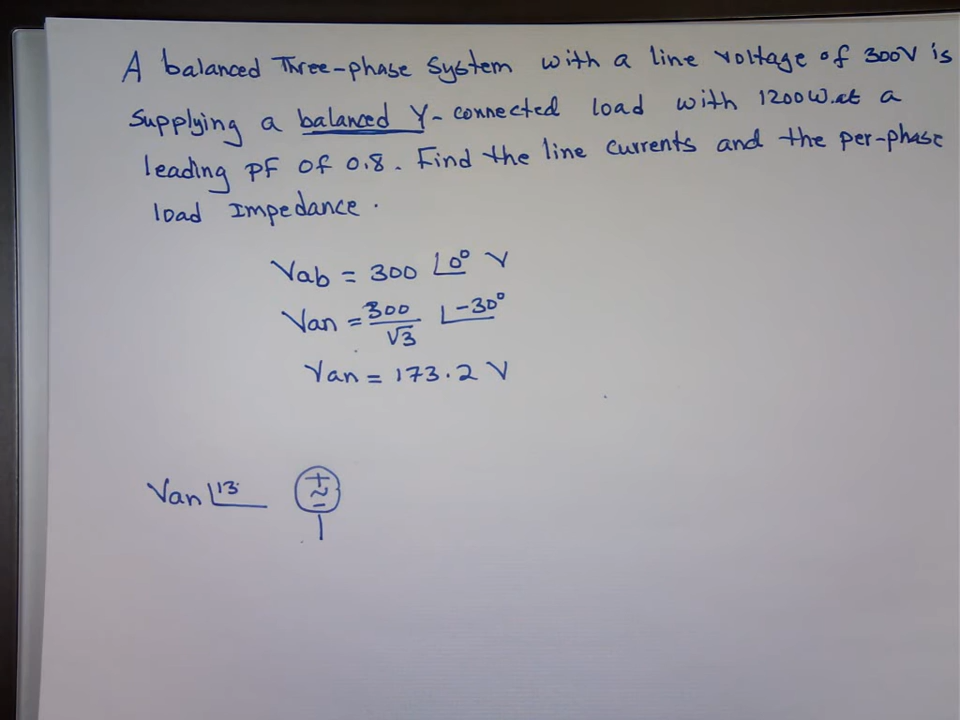 A balanced Three-phase System with a line voltage of 300V is
Supplying a balanced Y-connected load with 1200W at a
leading PF of 0.8. Find the line currents and the per-phase
load Impedance.
Vab = 300 ∠0° V
Van = 300/√3 ∠-30°
Van = 173.2 V
Van ∠13
+
~
-